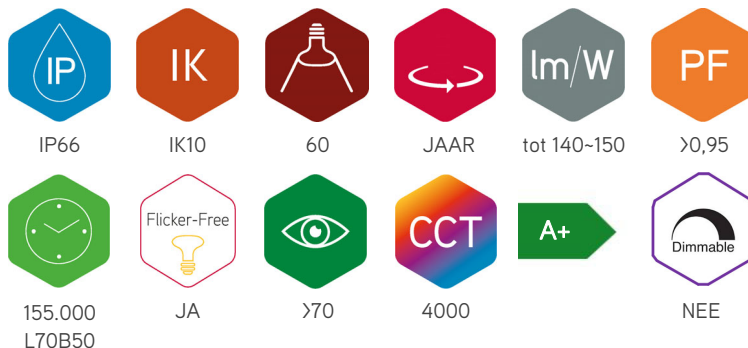 IP IK lm/W PF
IP66 IK10 60 JAAR tot 140~150 >0,95
Flicker-Free CCT A+ Dimmable
155.000 JA >70 4000 NEE
L70B50